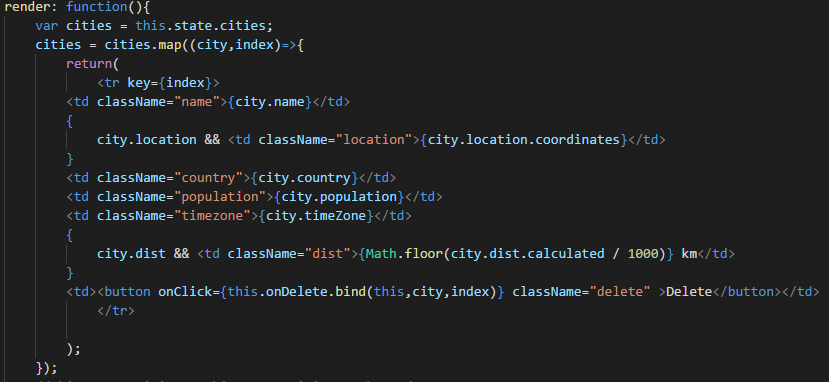 render: function(){
var cities = this.state.cities;
cities = cities.map((city,index)=>{
return(
<tr key={index}>
<td className="name">{city.name}</td>
{
city.location && <td className="location">{city.location.coordinates}</td>
}
<td className="country">{city.country}</td>
<td className="population">{city.population}</td>
<td className="timezone">{city.timeZone}</td>
{
city.dist && <td className="dist">{Math.floor(city.dist.calculated / 1000)} km</td>
}
<td><button onClick={this.onDelete.bind(this,city,index)} className="delete" >Delete</button></td>
</tr>
);
});